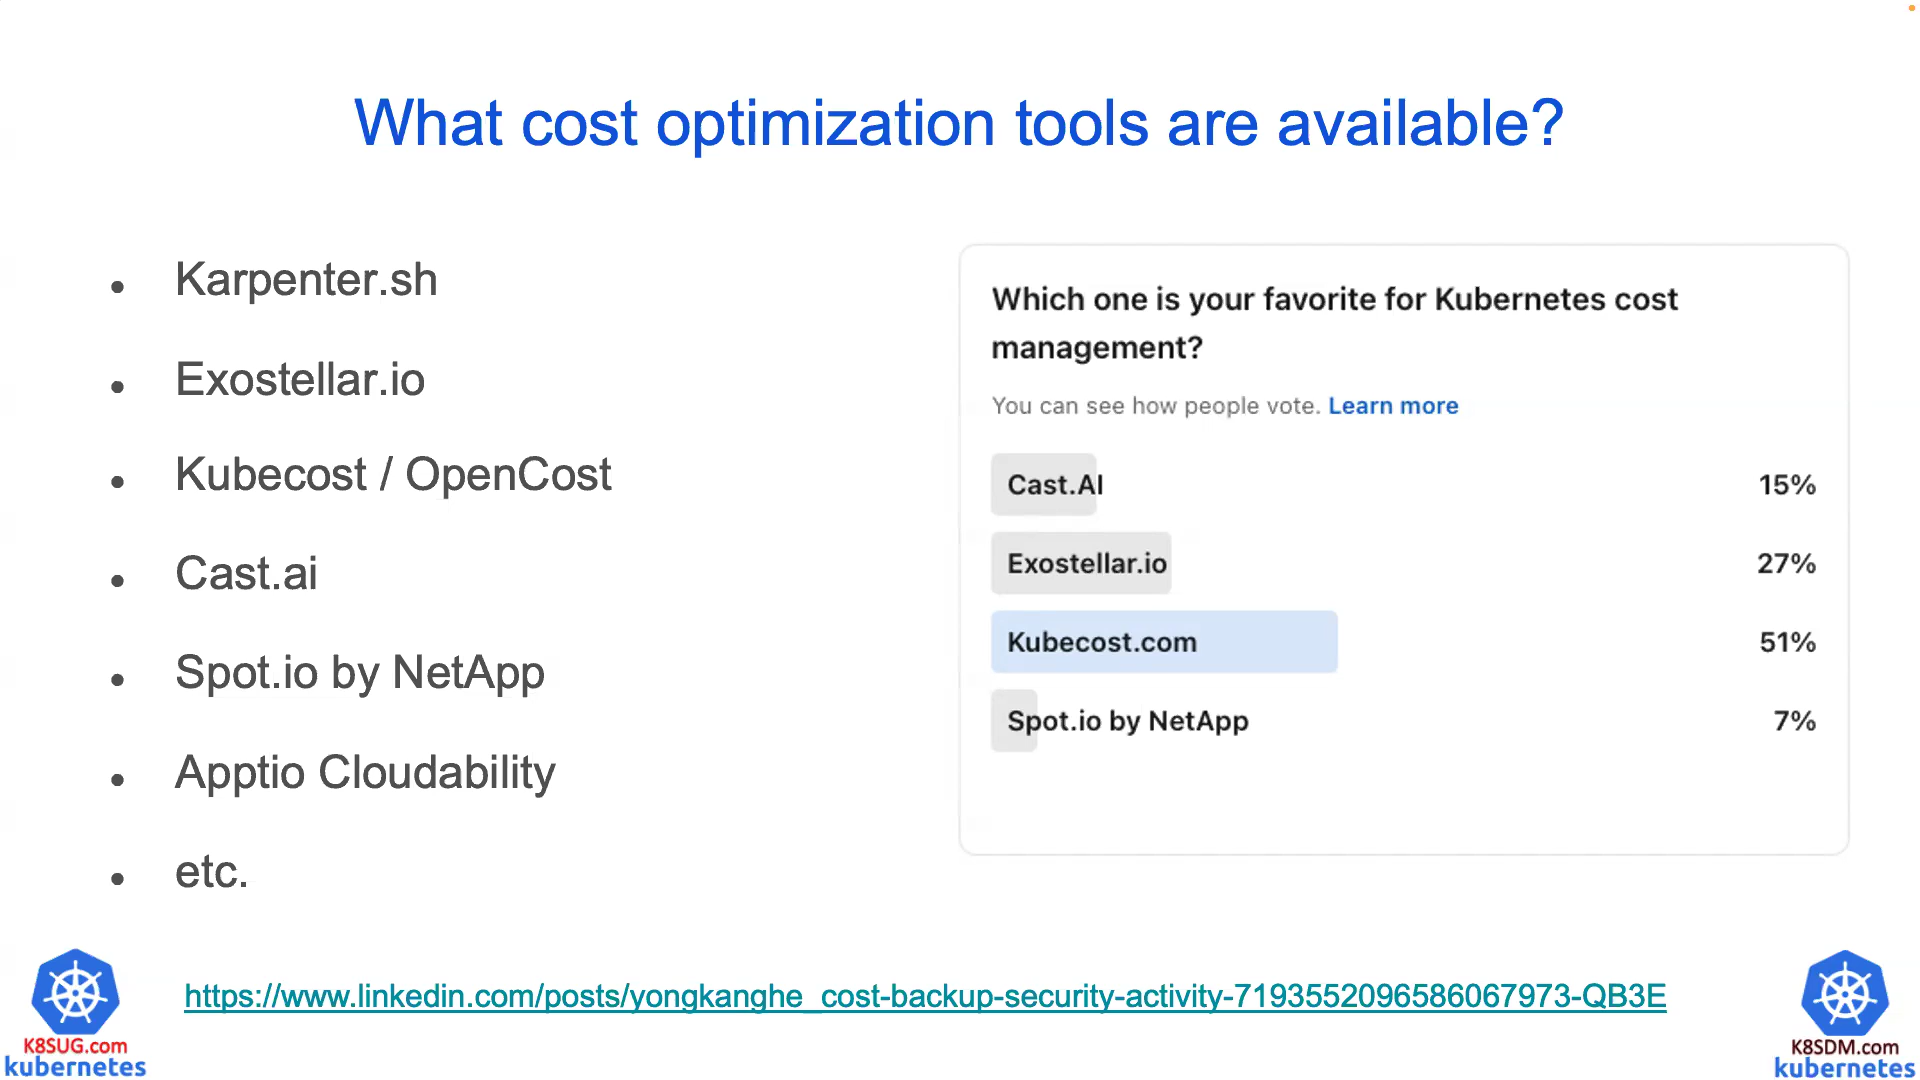 What cost optimization tools are available?
• Karpenter.sh
• Exostellar.io
• Kubecost / OpenCost
• Cast.ai
• Spot.io by NetApp
• Apptio Cloudability
• etc.
Which one is your favorite for Kubernetes cost
management?
You can see how people vote. Learn more
Cast.AI 15%
Exostellar.io 27%
Kubecost.com 51%
Spot.io by NetApp 7%
https://www.linkedin.com/posts/yongkanghe_cost-backup-security-activity-7193552096586067973-QB3E
K8SUG.com
kubernetes
K8SDM.com
kubernetes